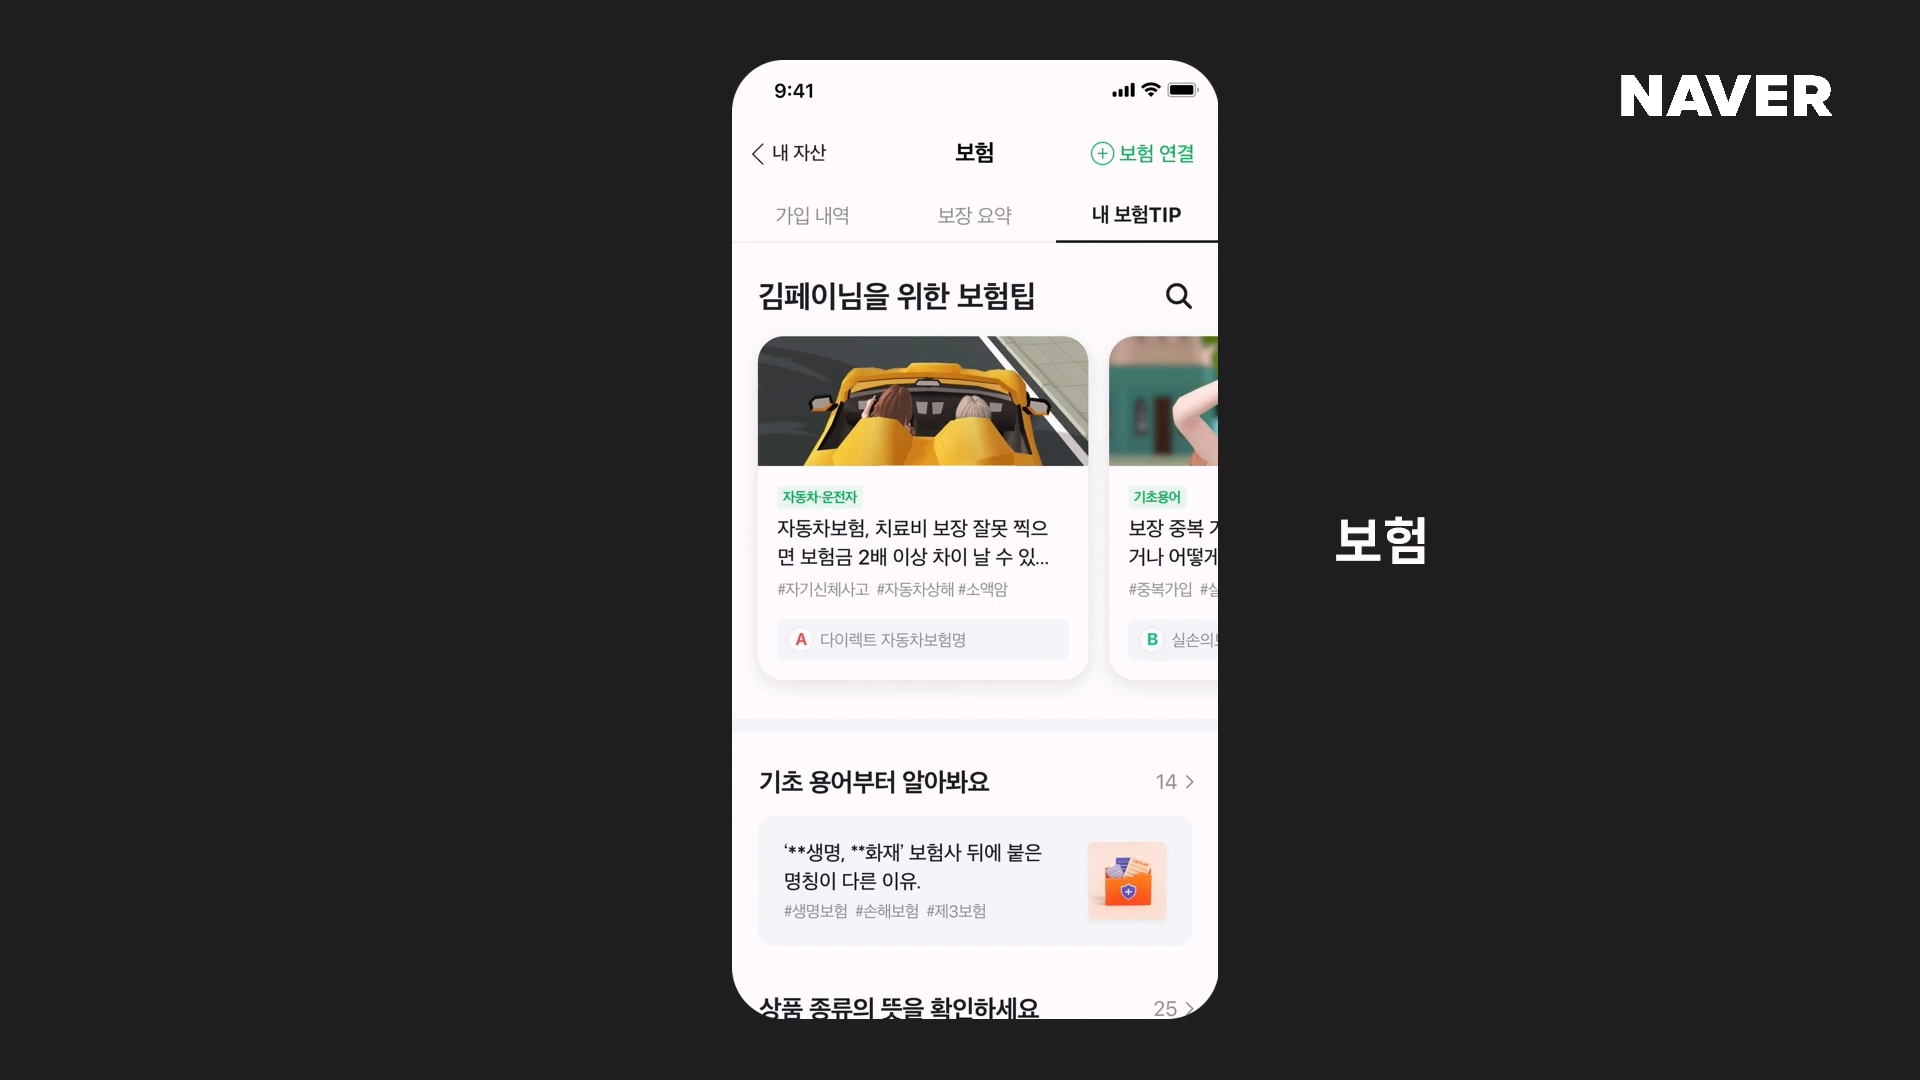 NAVER
9:41
내 자산
보험
보험 연결
가입 내역
보장 요약
내 보험TIP
김페이님을 위한 보험팁
자동차·운전자
자동차보험, 치료비 보장 잘못 찍으
면 보험금 2배 이상 차이 날 수 있...
#자기신체사고 #자동차상해 #소액암
A 다이렉트 자동차보험명
기초용어
보장 중복
거나 어떻게
#중복가입
B
보험
기초 용어부터 알아봐요
14
‘**생명, **화재’ 보험사 뒤에 붙은
명칭이 다른 이유.
#생명보험 #손해보험 #제3보험
상품 종류의 뜻을 확인하세요
25